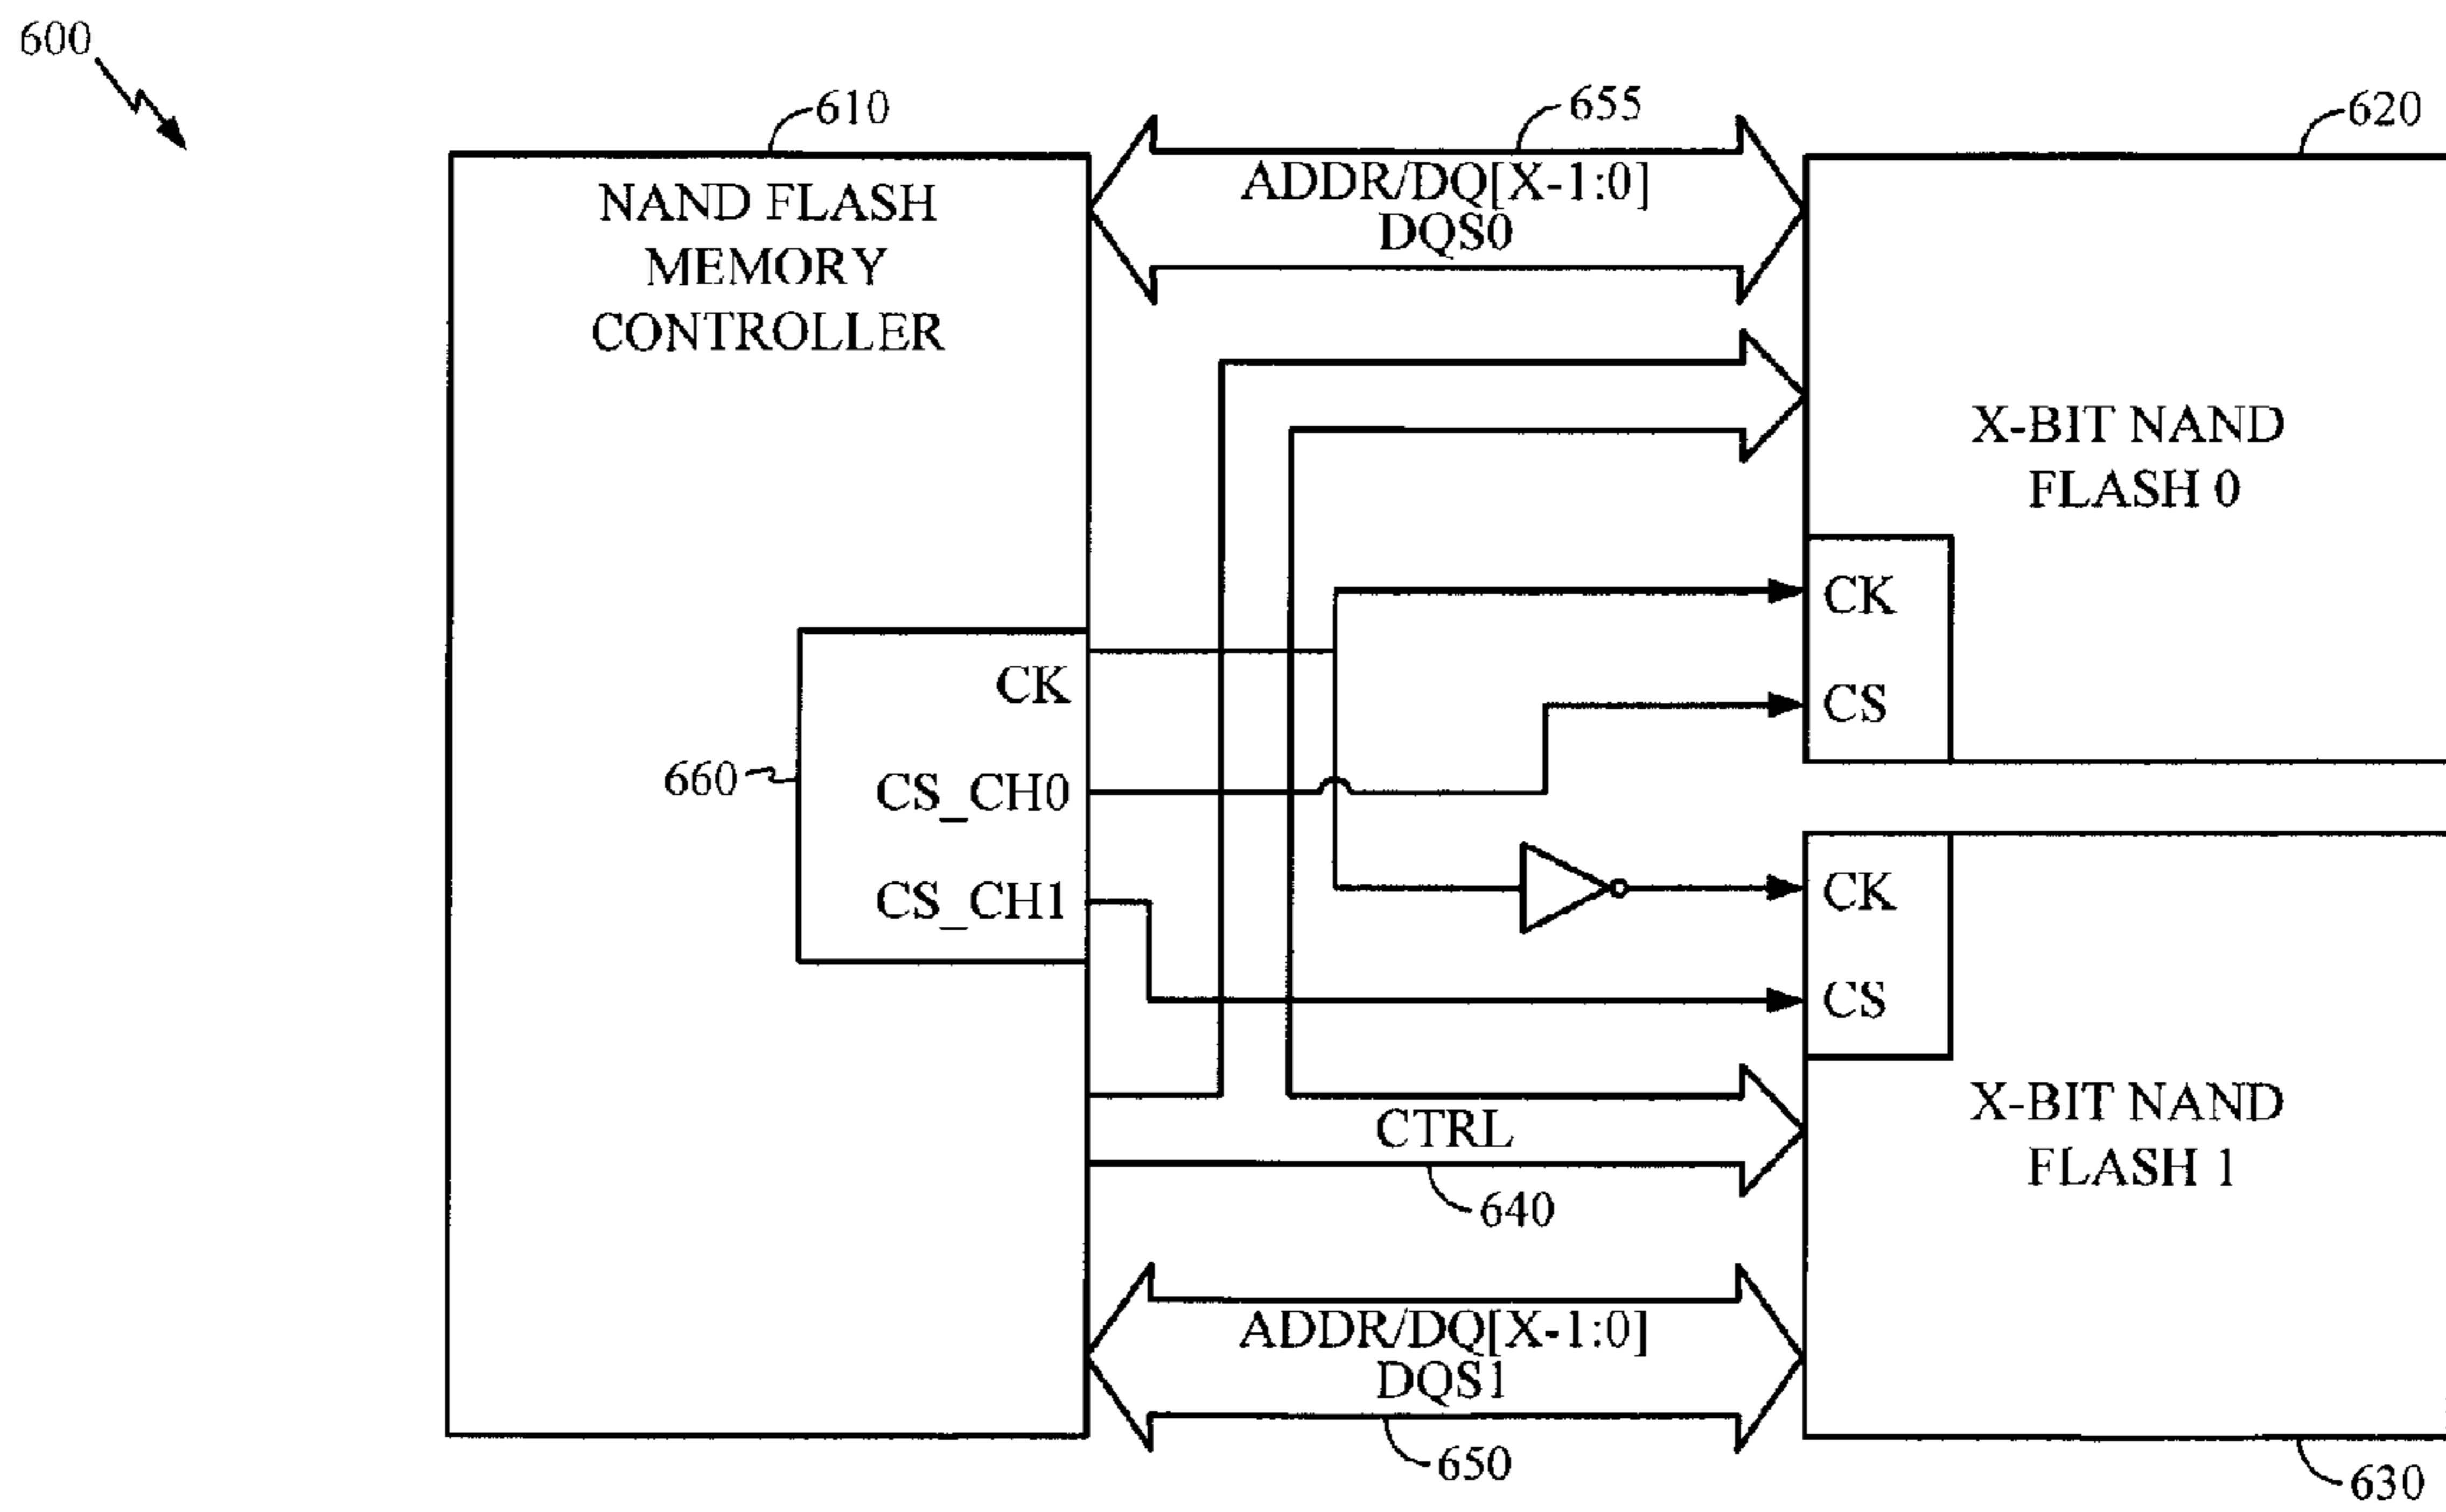 600
610
655
620
NAND FLASH
MEMORY
CONTROLLER
ADDR/DQ[X-1:0]
DQS0
X-BIT NAND
FLASH 0
CK
CS
660
CK
CS_CH0
CS_CH1
CK
CS
CTRL
640
X-BIT NAND
FLASH 1
ADDR/DQ[X-1:0]
DQS1
650
630